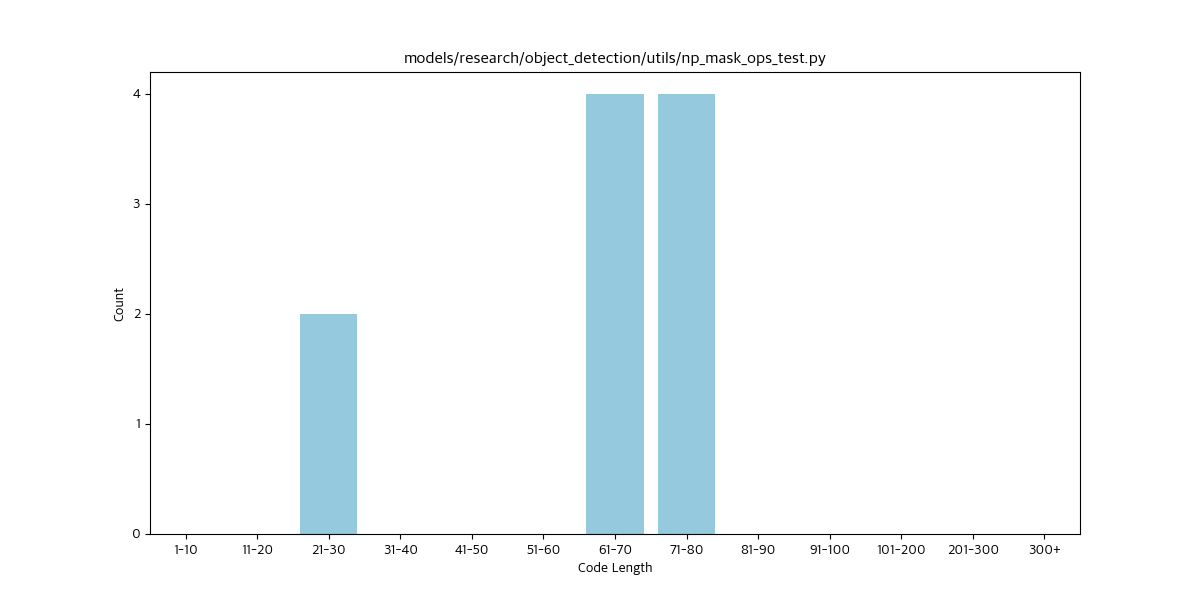 models/research/object_detection/utils/np_mask_ops_test.py
4
3
2
1
0
Count
1-10 11-20 21-30 31-40 41-50 51-60 61-70 71-80 81-90 91-100 101-200 201-300 300+
Code Length